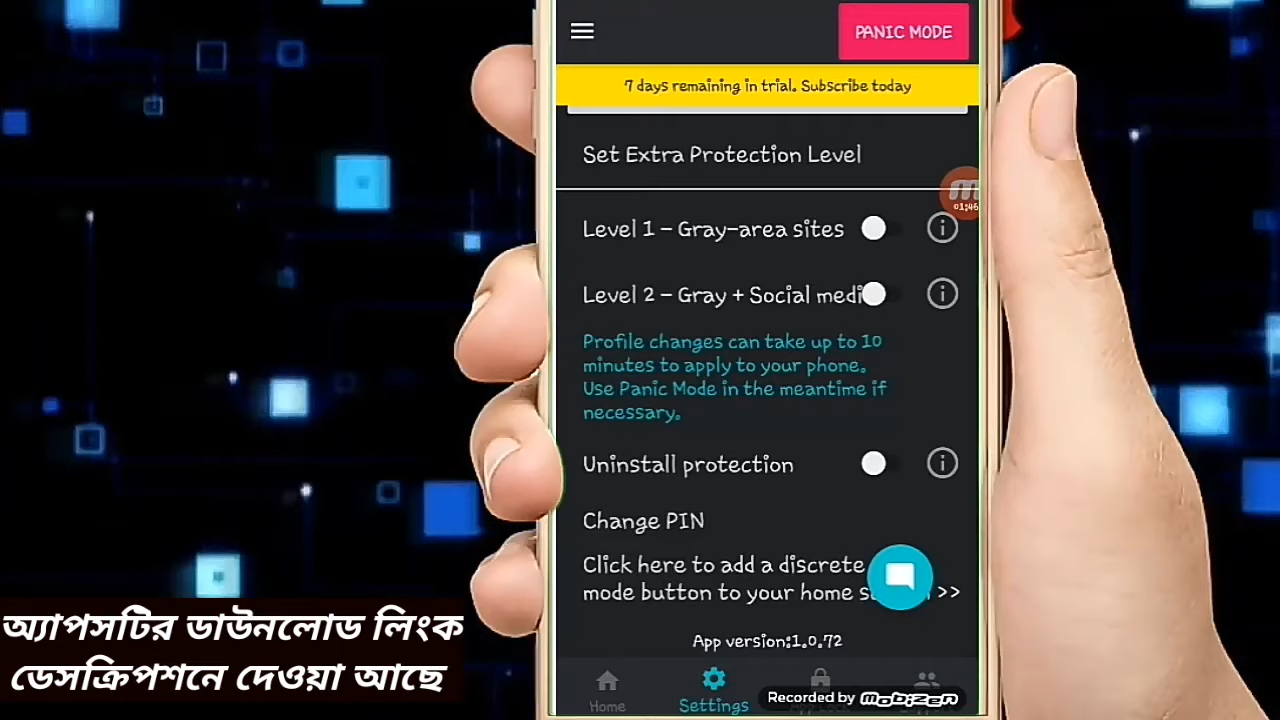 PANIC MODE
7 days remaining in trial. Subscribe today
Set Extra Protection Level
01:46
Level 1 - Gray-area sites
Level 2 - Gray + Social medi
Profile changes can take up to 10
minutes to apply to your phone.
Use Panic Mode in the meantime if
necessary.
Uninstall protection
Change PIN
Click here to add a discrete
mode button to your home s >>
App version:1.0.72
Home
Settings
Recorded by mobizen
অ্যাপসটির ডাউনলোড লিংক
ডেসক্রিপশনে দেওয়া আছে